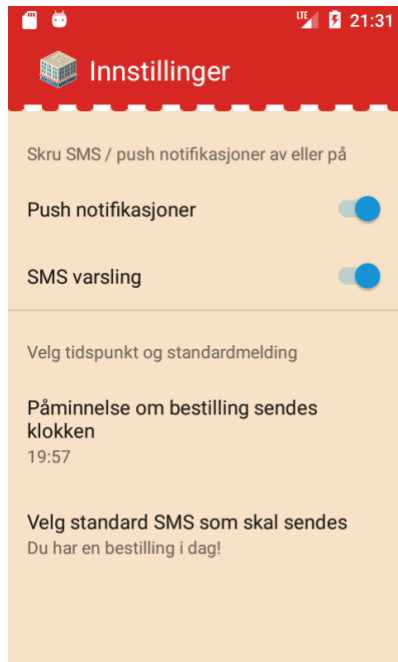 LTE 21:31
Innstillinger
Skru SMS / push notifikasjoner av eller på
Push notifikasjoner
SMS varsling
Velg tidspunkt og standardmelding
Påminnelse om bestilling sendes
klokken
19:57
Velg standard SMS som skal sendes
Du har en bestilling i dag!